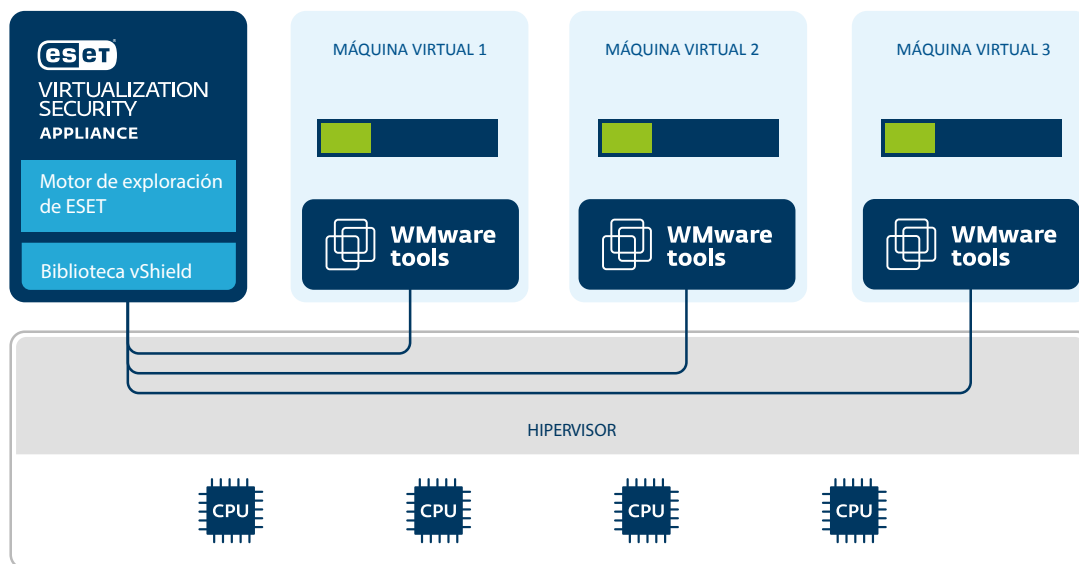 eset
VIRTUALIZATION
SECURITY
APPLIANCE
Motor de exploración
de ESET
Biblioteca vShield
MÁQUINA VIRTUAL 1
WMware
tools
MÁQUINA VIRTUAL 2
WMware
tools
MÁQUINA VIRTUAL 3
WMware
tools
HIPERVISOR
CPU
CPU
CPU
CPU